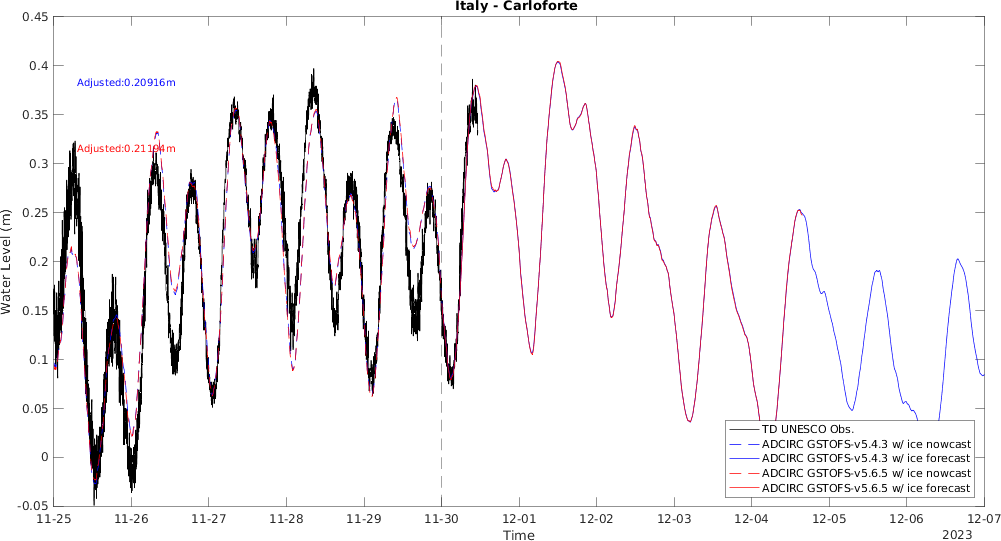 Italy - Carloforte
0.45
0.4
0.35
0.3
0.25
0.2
0.15
0.1
0.05
0
-0.05
Water Level (m)
Adjusted:0.20916m
Adjusted:0.21194m
TD UNESCO Obs.
ADCIRC GSTOFS-v5.4.3 w/ ice nowcast
ADCIRC GSTOFS-v5.4.3 w/ ice forecast
ADCIRC GSTOFS-v5.6.5 w/ ice nowcast
ADCIRC GSTOFS-v5.6.5 w/ ice forecast
11-25 11-26 11-27 11-28 11-29 11-30 12-01 12-02 12-03 12-04 12-05 12-06 12-07
Time
2023